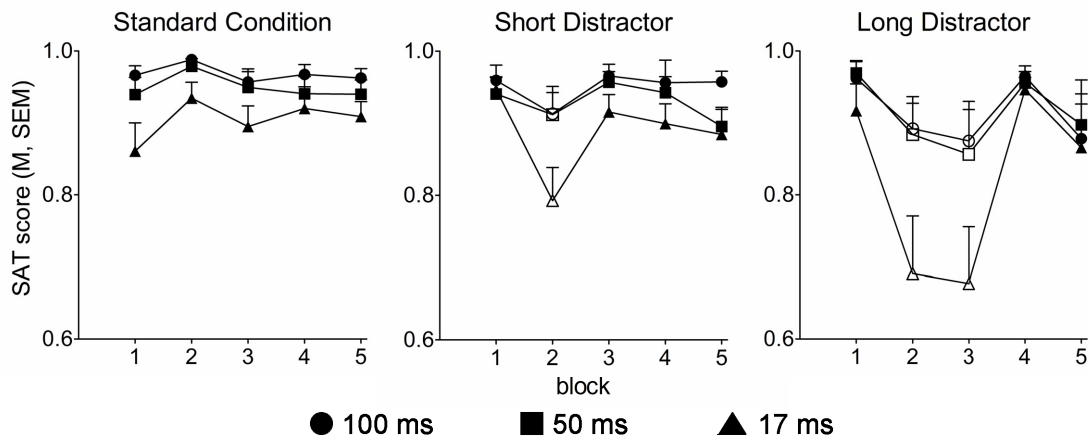 Standard Condition
Short Distractor
Long Distractor
SAT score (M, SEM)
1.0
0.8
0.6
1 2 3 4 5
1.0
0.8
0.6
1 2 3 4 5
1.0
0.8
0.6
1 2 3 4 5
block
100 ms
50 ms
17 ms